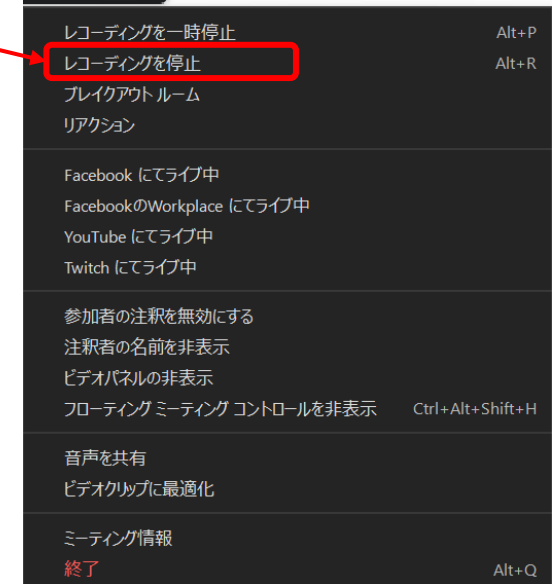 レコーディングを一時停止 Alt+P
レコーディングを停止 Alt+R
ブレイクアウト ルーム
リアクション
Facebook にてライブ中
FacebookのWorkplace にてライブ中
YouTube にてライブ中
Twitch にてライブ中
参加者の注釈を無効にする
注釈者の名前を非表示
ビデオパネルの非表示
フローティング ミーティング コントロールを非表示 Ctrl+Alt+Shift+H
音声を共有
ビデオクリップに最適化
ミーティング情報
終了 Alt+Q